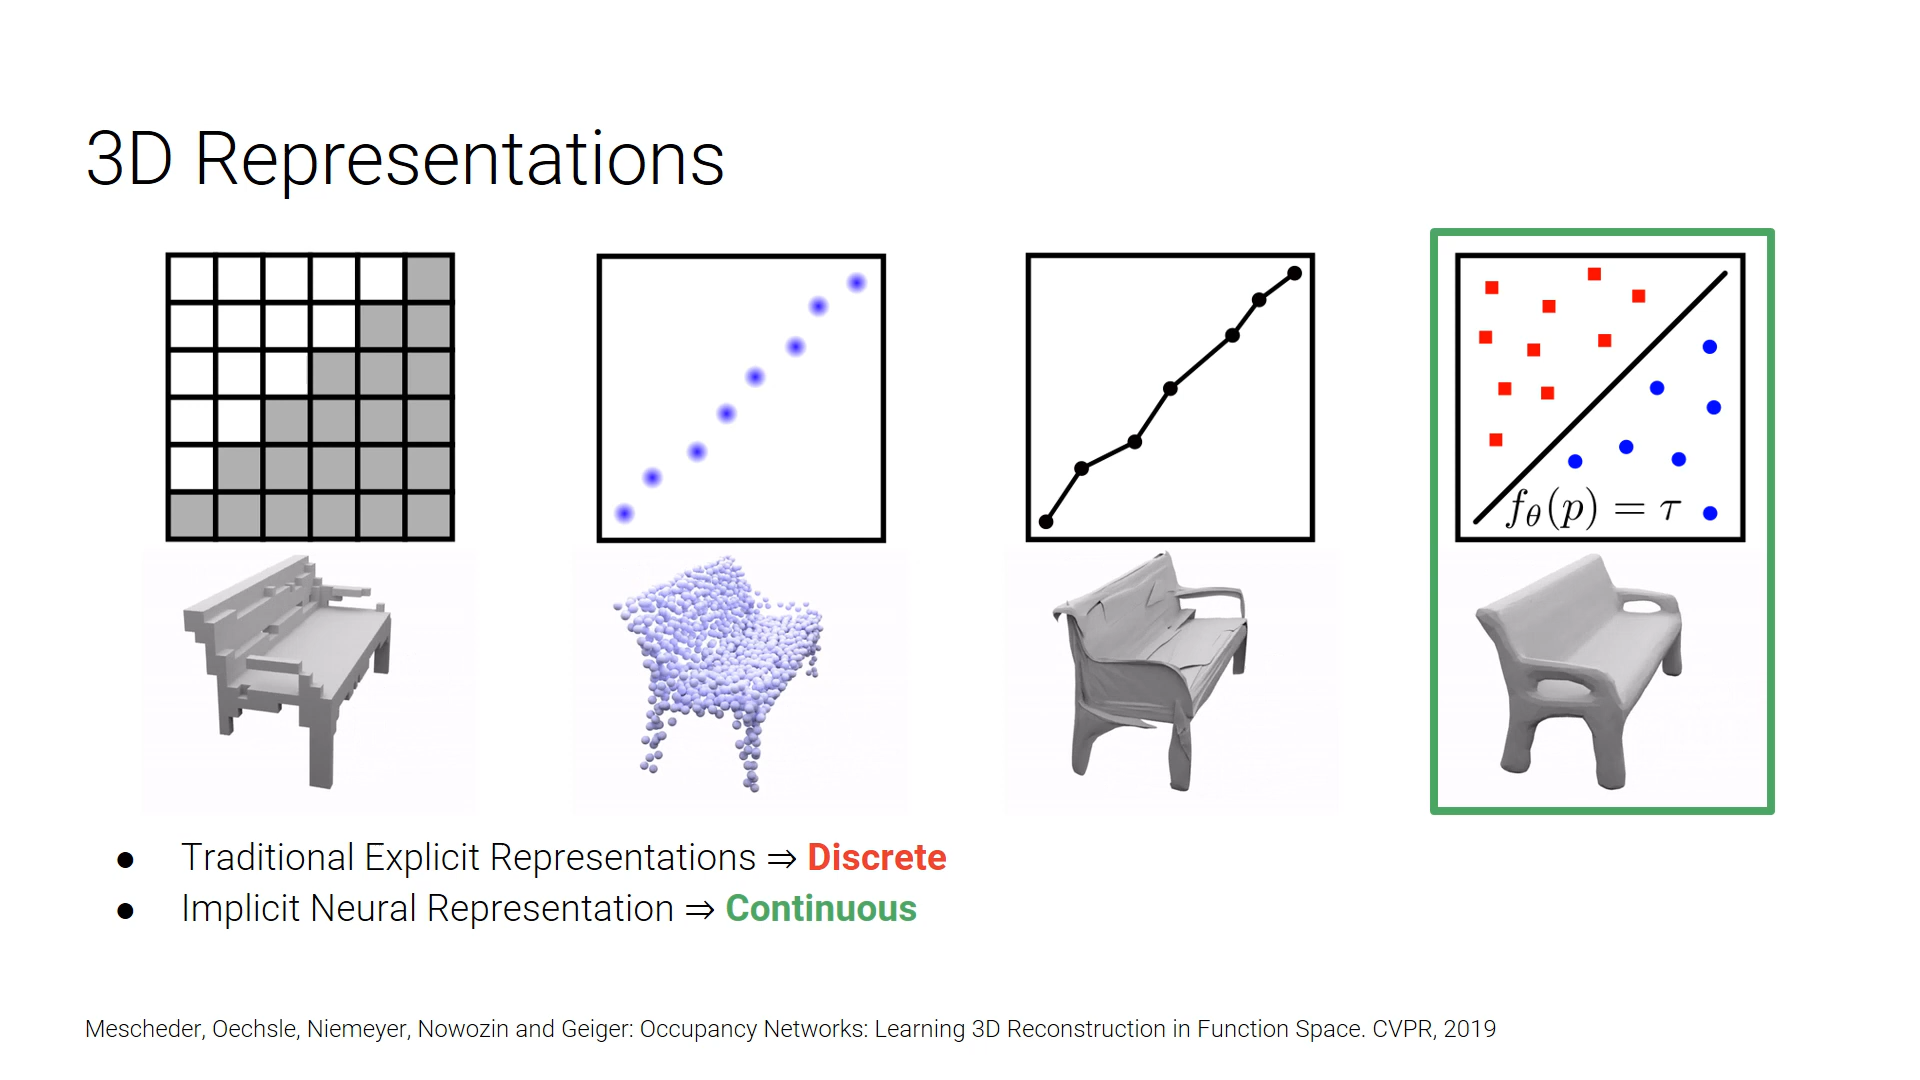 3D Representations
f_θ(p) = τ
● Traditional Explicit Representations ⇒ Discrete
● Implicit Neural Representation ⇒ Continuous
Mescheder, Oechsle, Niemeyer, Nowozin and Geiger: Occupancy Networks: Learning 3D Reconstruction in Function Space. CVPR, 2019